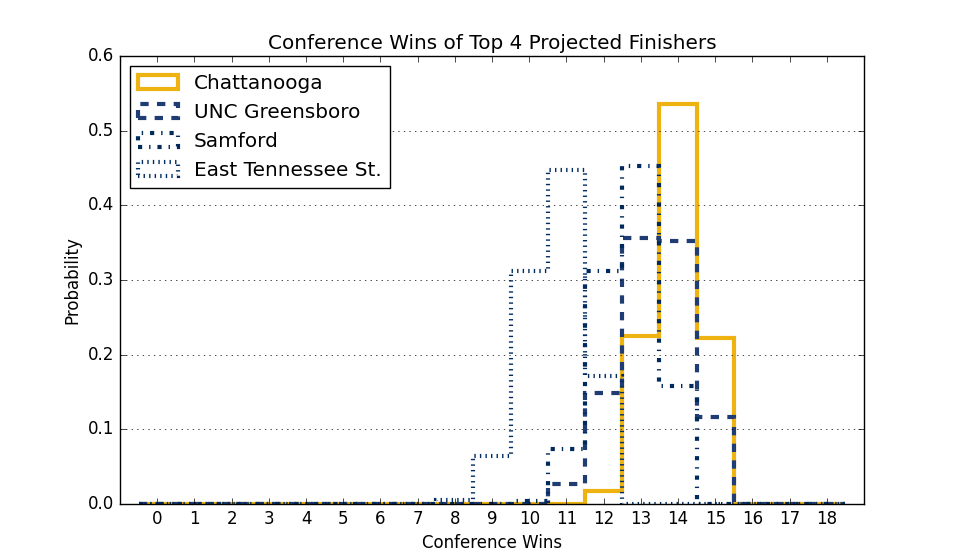 Conference Wins of Top 4 Projected Finishers
Chattanooga
UNC Greensboro
Samford
East Tennessee St.
0.6
0.5
0.4
0.3
0.2
0.1
0.0
Probability
0 1 2 3 4 5 6 7 8 9 10 11 12 13 14 15 16 17 18
Conference Wins